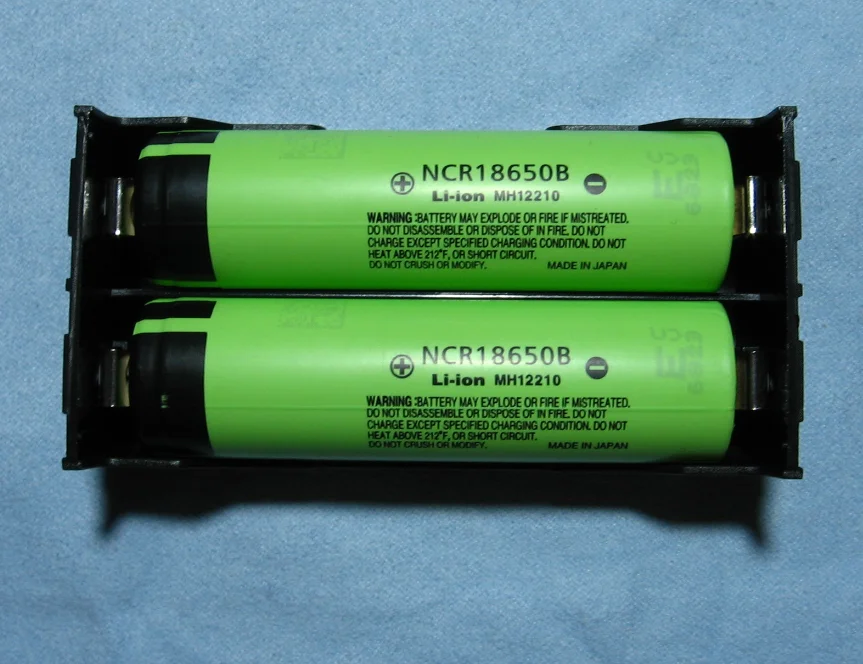 ⊕ NCR18650B ⊖
Li-ion MH12210
WARNING :BATTERY MAY EXPLODE OR FIRE IF MISTREATED.
DO NOT DISASSEMBLE OR DISPOSE OF IN FIRE. DO NOT
CHARGE EXCEPT SPECIFIED CHARGING CONDITION. DO NOT
HEAT ABOVE 212°F, OR SHORT CIRCUIT.
DO NOT CRUSH OR MODIFY. MADE IN JAPAN
⊕ NCR18650B ⊖
Li-ion MH12210
WARNING :BATTERY MAY EXPLODE OR FIRE IF MISTREATED.
DO NOT DISASSEMBLE OR DISPOSE OF IN FIRE. DO NOT
CHARGE EXCEPT SPECIFIED CHARGING CONDITION. DO NOT
HEAT ABOVE 212°F, OR SHORT CIRCUIT.
DO NOT CRUSH OR MODIFY. MADE IN JAPAN